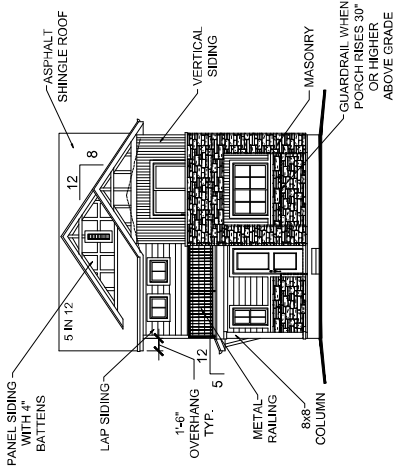 PANEL SIDING
WITH 4"
BATTENS
LAP SIDING
1'-6"
OVERHANG
TYP.
METAL
RAILING
8x8
COLUMN
5 IN 12
12
5
12
8
ASPHALT
SHINGLE ROOF
VERTICAL
SIDING
MASONRY
GUARDRAIL WHEN
PORCH RISES 30"
OR HIGHER
ABOVE GRADE